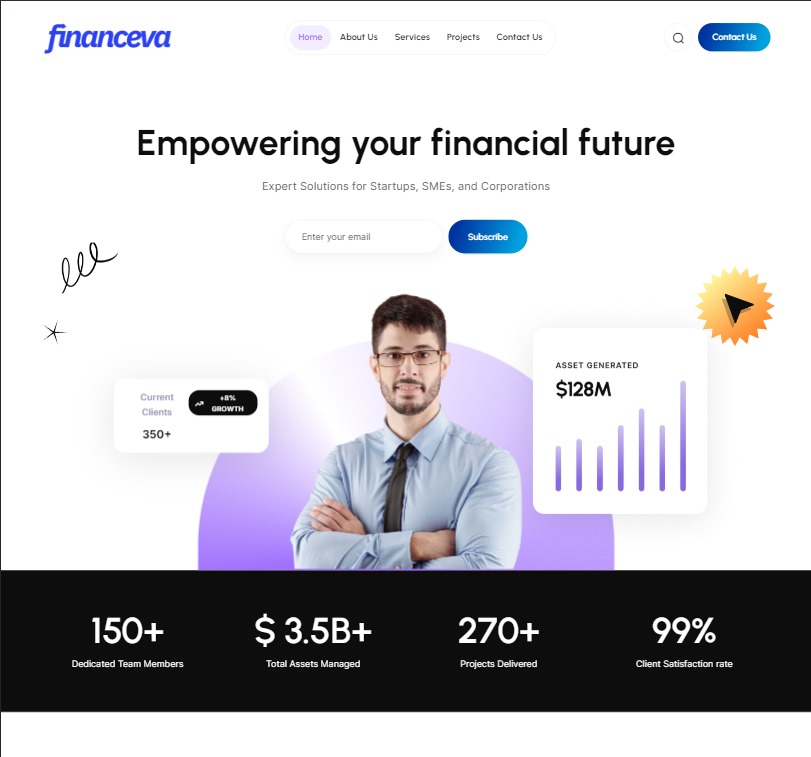 financeva
Home About Us Services Projects Contact Us
Contact Us
Empowering your financial future
Expert Solutions for Startups, SMEs, and Corporations
Enter your email
Subscribe
Current
Clients
+8%
GROWTH
350+
ASSET GENERATED
$128M
150+
Dedicated Team Members
$ 3.5B+
Total Assets Managed
270+
Projects Delivered
99%
Client Satisfaction rate